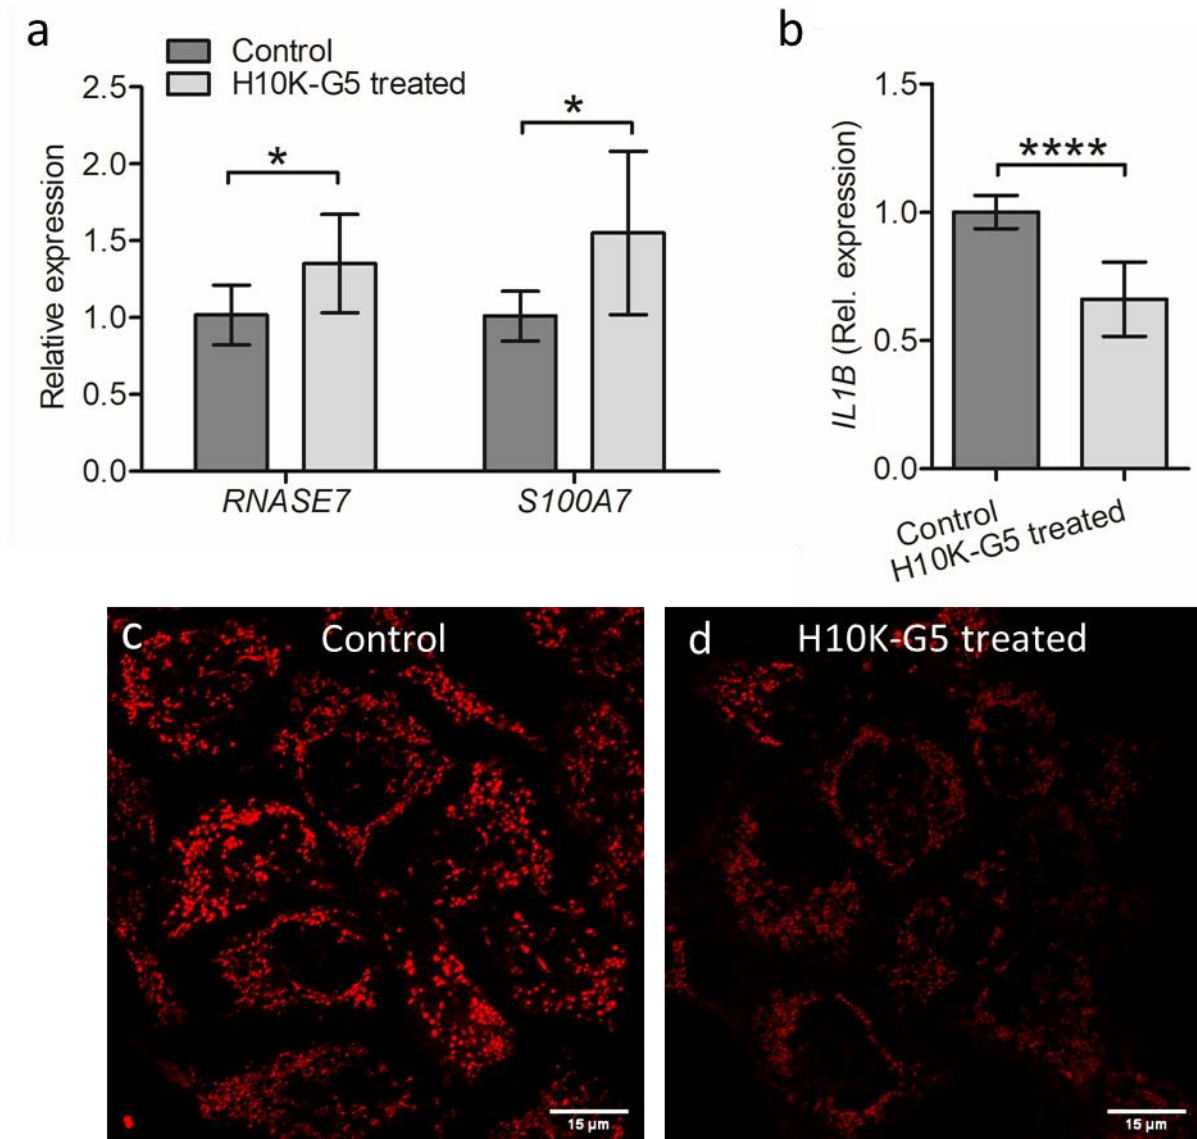 a
Control
H10K-G5 treated
Relative expression
2.5
2.0
1.5
1.0
0.5
0.0
*
*
RNASE7
S100A7
b
IL1B (Rel. expression)
1.5
1.0
0.5
0.0
****
Control
H10K-G5 treated
c
Control
15 µm
d
H10K-G5 treated
15 µm